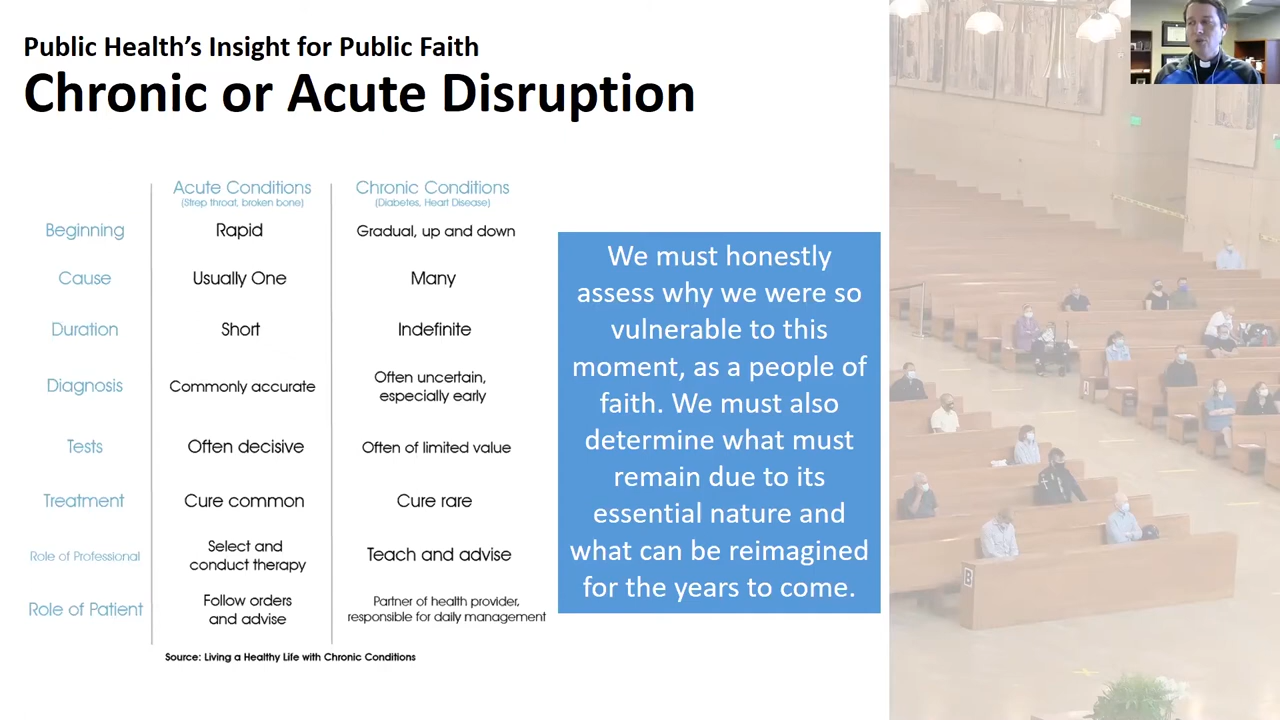 Public Health's Insight for Public Faith
Chronic or Acute Disruption
Acute Conditions
(Strep throat, broken bone)
Chronic Conditions
(Diabetes, Heart Disease)
Beginning
Rapid
Gradual, up and down
Cause
Usually One
Many
Duration
Short
Indefinite
Diagnosis
Commonly accurate
Often uncertain,
especially early
Tests
Often decisive
Often of limited value
Treatment
Cure common
Cure rare
Role of Professional
Select and
conduct therapy
Teach and advise
Role of Patient
Follow orders
and advise
Partner of health provider,
responsible for daily management
Source: Living a Healthy Life with Chronic Conditions
We must honestly
assess why we were so
vulnerable to this
moment, as a people of
faith. We must also
determine what must
remain due to its
essential nature and
what can be reimagined
for the years to come.
B